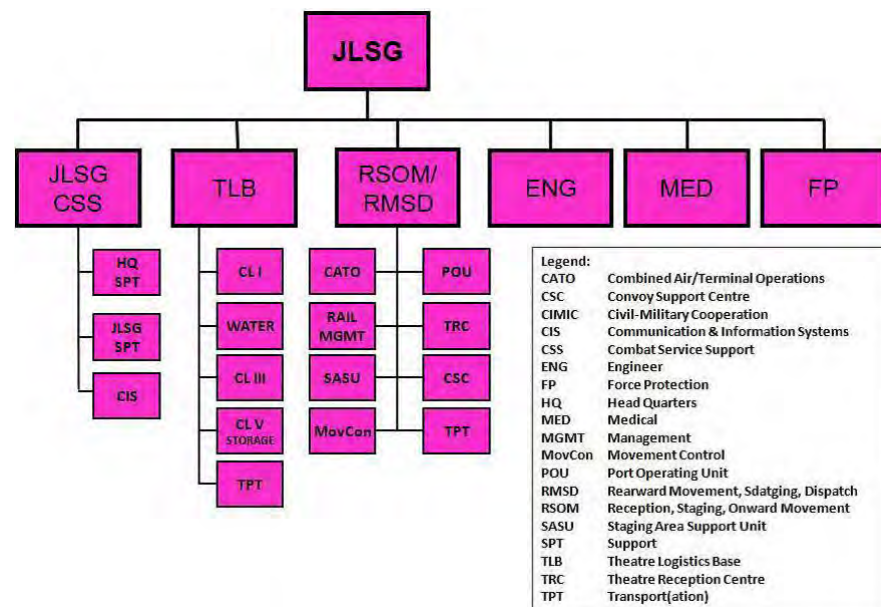 JLSG
JLSG
CSS
TLB
RSOM/
RMSD
ENG
MED
FP
HQ
SPT
JLSG
SPT
CIS
CL I
WATER
CL III
CL V
STORAGE
TPT
CATO
POU
RAIL
MGMT
TRC
SASU
CSC
MovCon
TPT
Legend:
CATO Combined Air/Terminal Operations
CSC Convoy Support Centre
CIMIC Civil-Military Cooperation
CIS Communication & Information Systems
CSS Combat Service Support
ENG Engineer
FP Force Protection
HQ Head Quarters
MED Medical
MGMT Management
MovCon Movement Control
POU Port Operating Unit
RMSD Rearward Movement, Sdatging, Dispatch
RSOM Reception, Staging, Onward Movement
SASU Staging Area Support Unit
SPT Support
TLB Theatre Logistics Base
TRC Theatre Reception Centre
TPT Transport(ation)